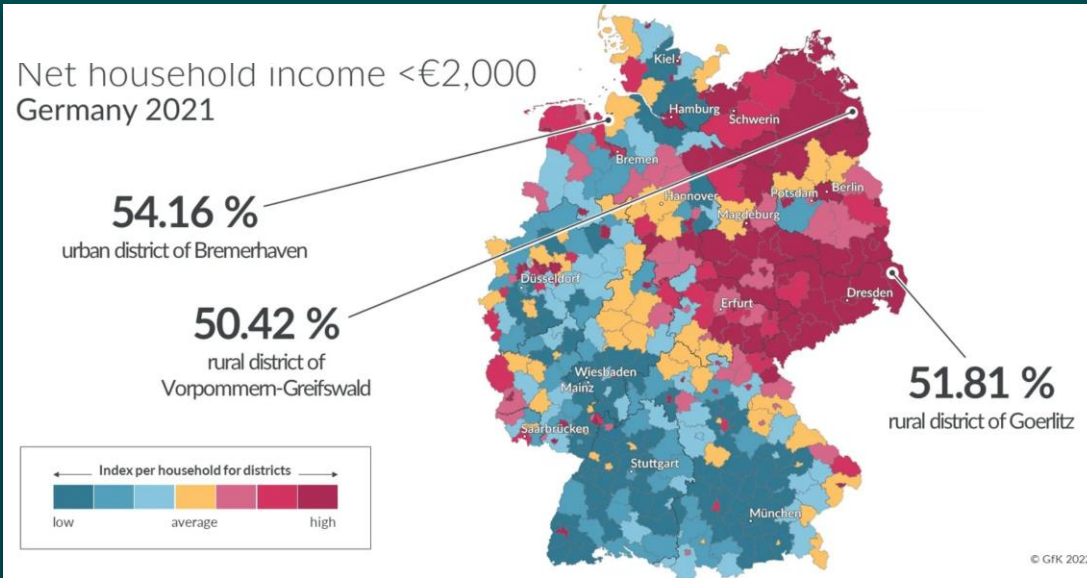 Net household income <€2,000
Germany 2021
54.16 %
urban district of Bremerhaven
50.42 %
rural district of
Vorpommern-Greifswald
51.81 %
rural district of Goerlitz
Kiel
Hamburg
Schwerin
Bremen
Hannover
Potsdam
Berlin
Magdeburg
Düsseldorf
Erfurt
Dresden
Wiesbaden
Mainz
Saarbrücken
Stuttgart
München
Index per household for districts
low
average
high